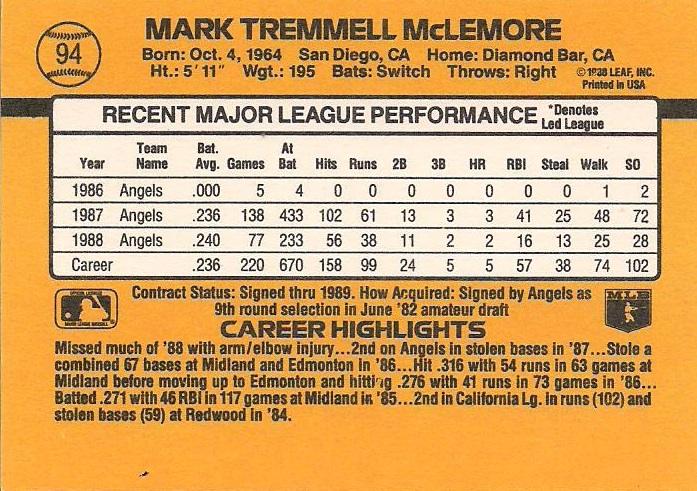 94
MARK TREMMELL McLEMORE
Born: Oct. 4, 1964 San Diego, CA Home: Diamond Bar, CA
Ht.: 5' 11" Wgt.: 195 Bats: Switch Throws: Right
©1988 LEAF, INC.
Printed in USA
RECENT MAJOR LEAGUE PERFORMANCE *Denotes Led League
Year Team Name Bat. Avg. Games At Bat Hits Runs 2B 3B HR RBI Steal Walk SO
1986 Angels .000 5 4 0 0 0 0 0 0 0 1 2
1987 Angels .236 138 433 102 61 13 3 3 41 25 48 72
1988 Angels .240 77 233 56 38 11 2 2 16 13 25 28
Career .236 220 670 158 99 24 5 5 57 38 74 102
Contract Status: Signed thru 1989. How Acquired: Signed by Angels as
9th round selection in June '82 amateur draft
MLB
CAREER HIGHLIGHTS
Missed much of '88 with arm/elbow injury...2nd on Angels in stolen bases in '87...Stole a
combined 67 bases at Midland and Edmonton in '86...Hit .316 with 54 runs in 63 games at
Midland before moving up to Edmonton and hitting .276 with 41 runs in 73 games in '86...
Batted .271 with 46 RBI in 117 games at Midland in '85...2nd in California Lg. in runs (102) and
stolen bases (59) at Redwood in '84.